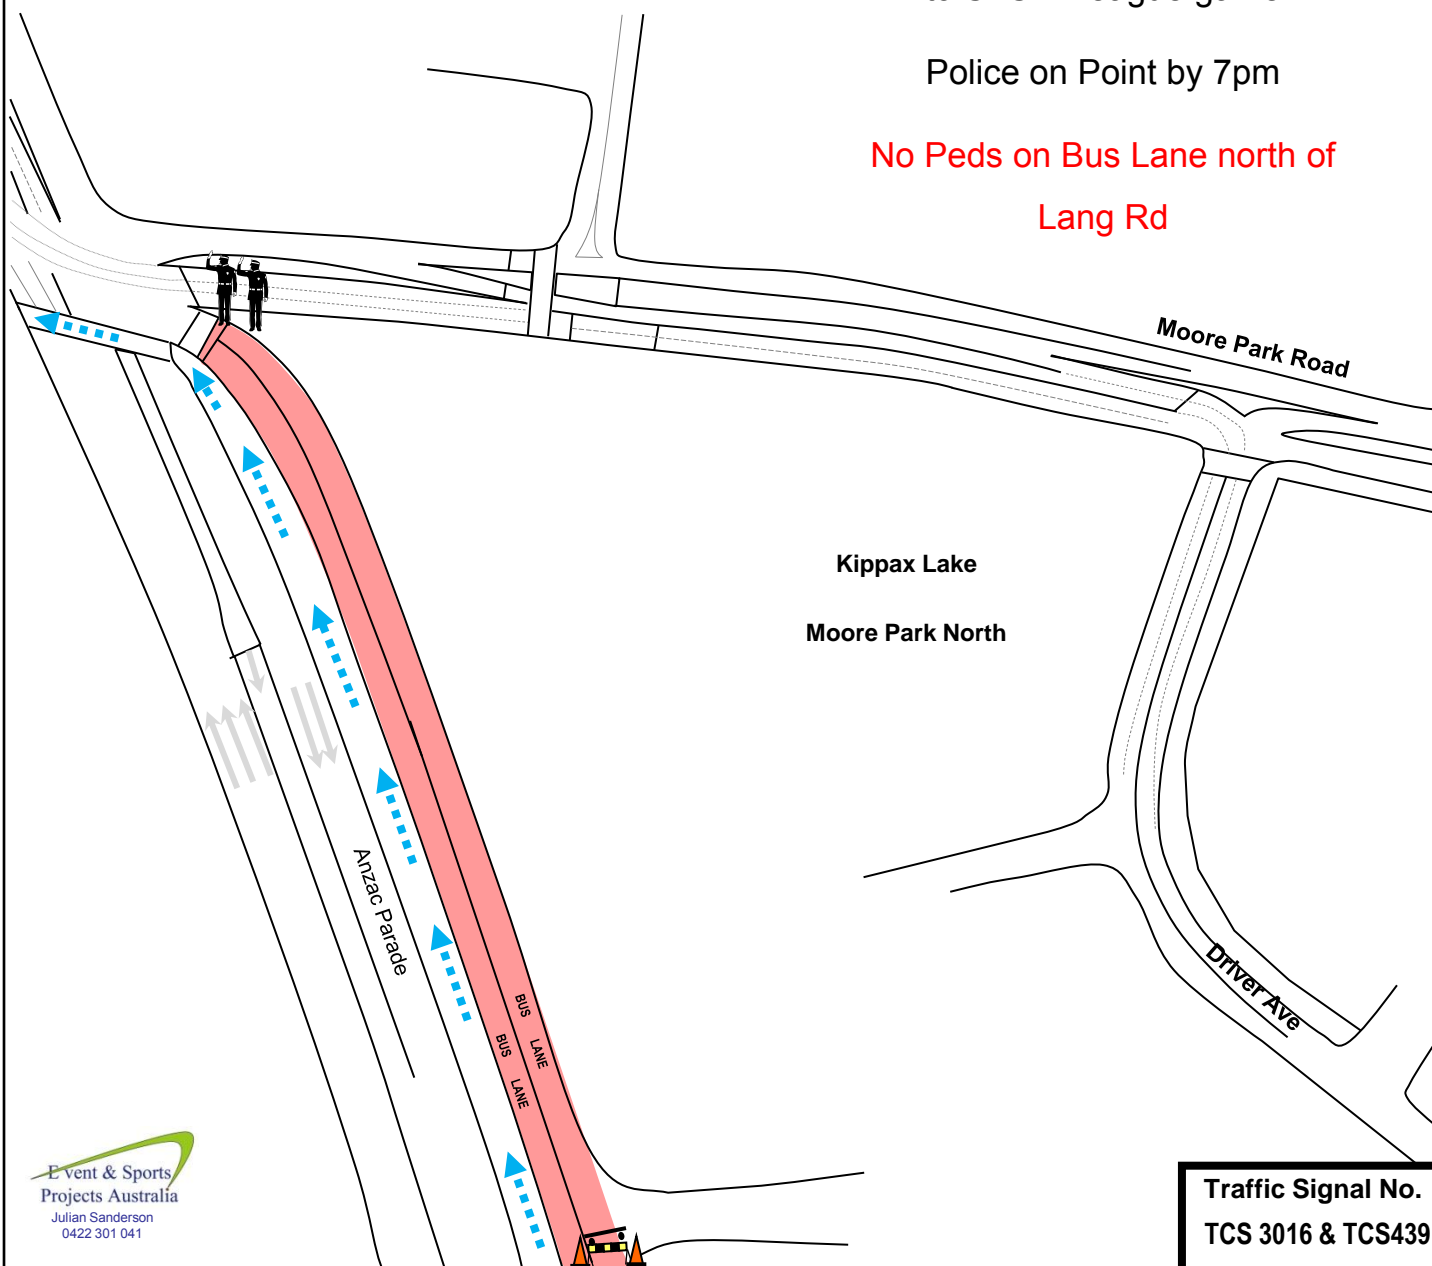 Police on Point by 7pm
No Peds on Bus Lane north of
Lang Rd
Moore Park Road
Kippax Lake
Moore Park North
Anzac Parade
Driver Ave
BUS
LANE
BUS
LANE
Event & Sports
Projects Australia
Julian Sanderson
0422 301 041
Traffic Signal No.
TCS 3016 & TCS439